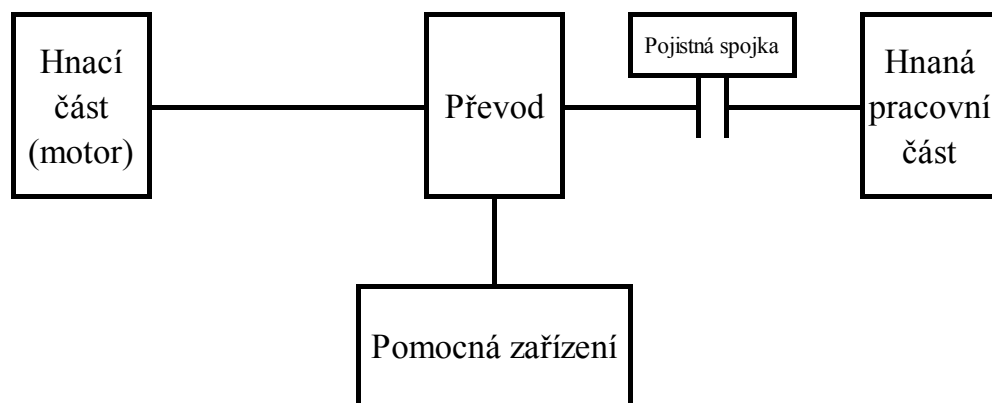 Hnací
část
(motor)
Převod
Pojistná spojka
Hnaná
pracovní
část
Pomocná zařízení